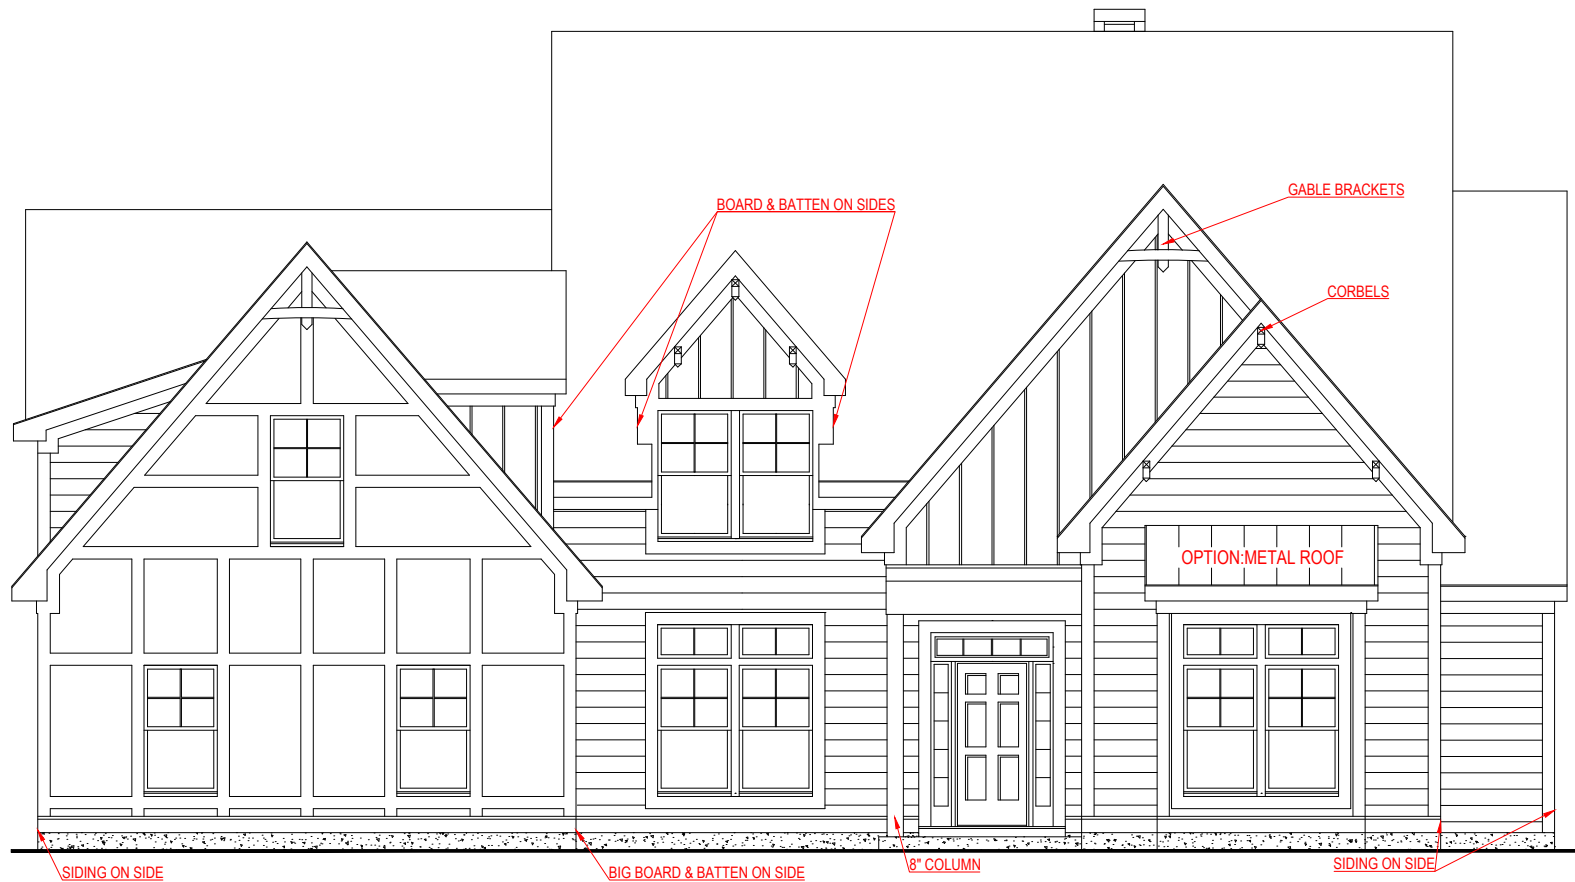 GABLE BRACKETS
BOARD & BATTEN ON SIDES
CORBELS
OPTION:METAL ROOF
SIDING ON SIDE
BIG BOARD & BATTEN ON SIDE
8" COLUMN
SIDING ON SIDE